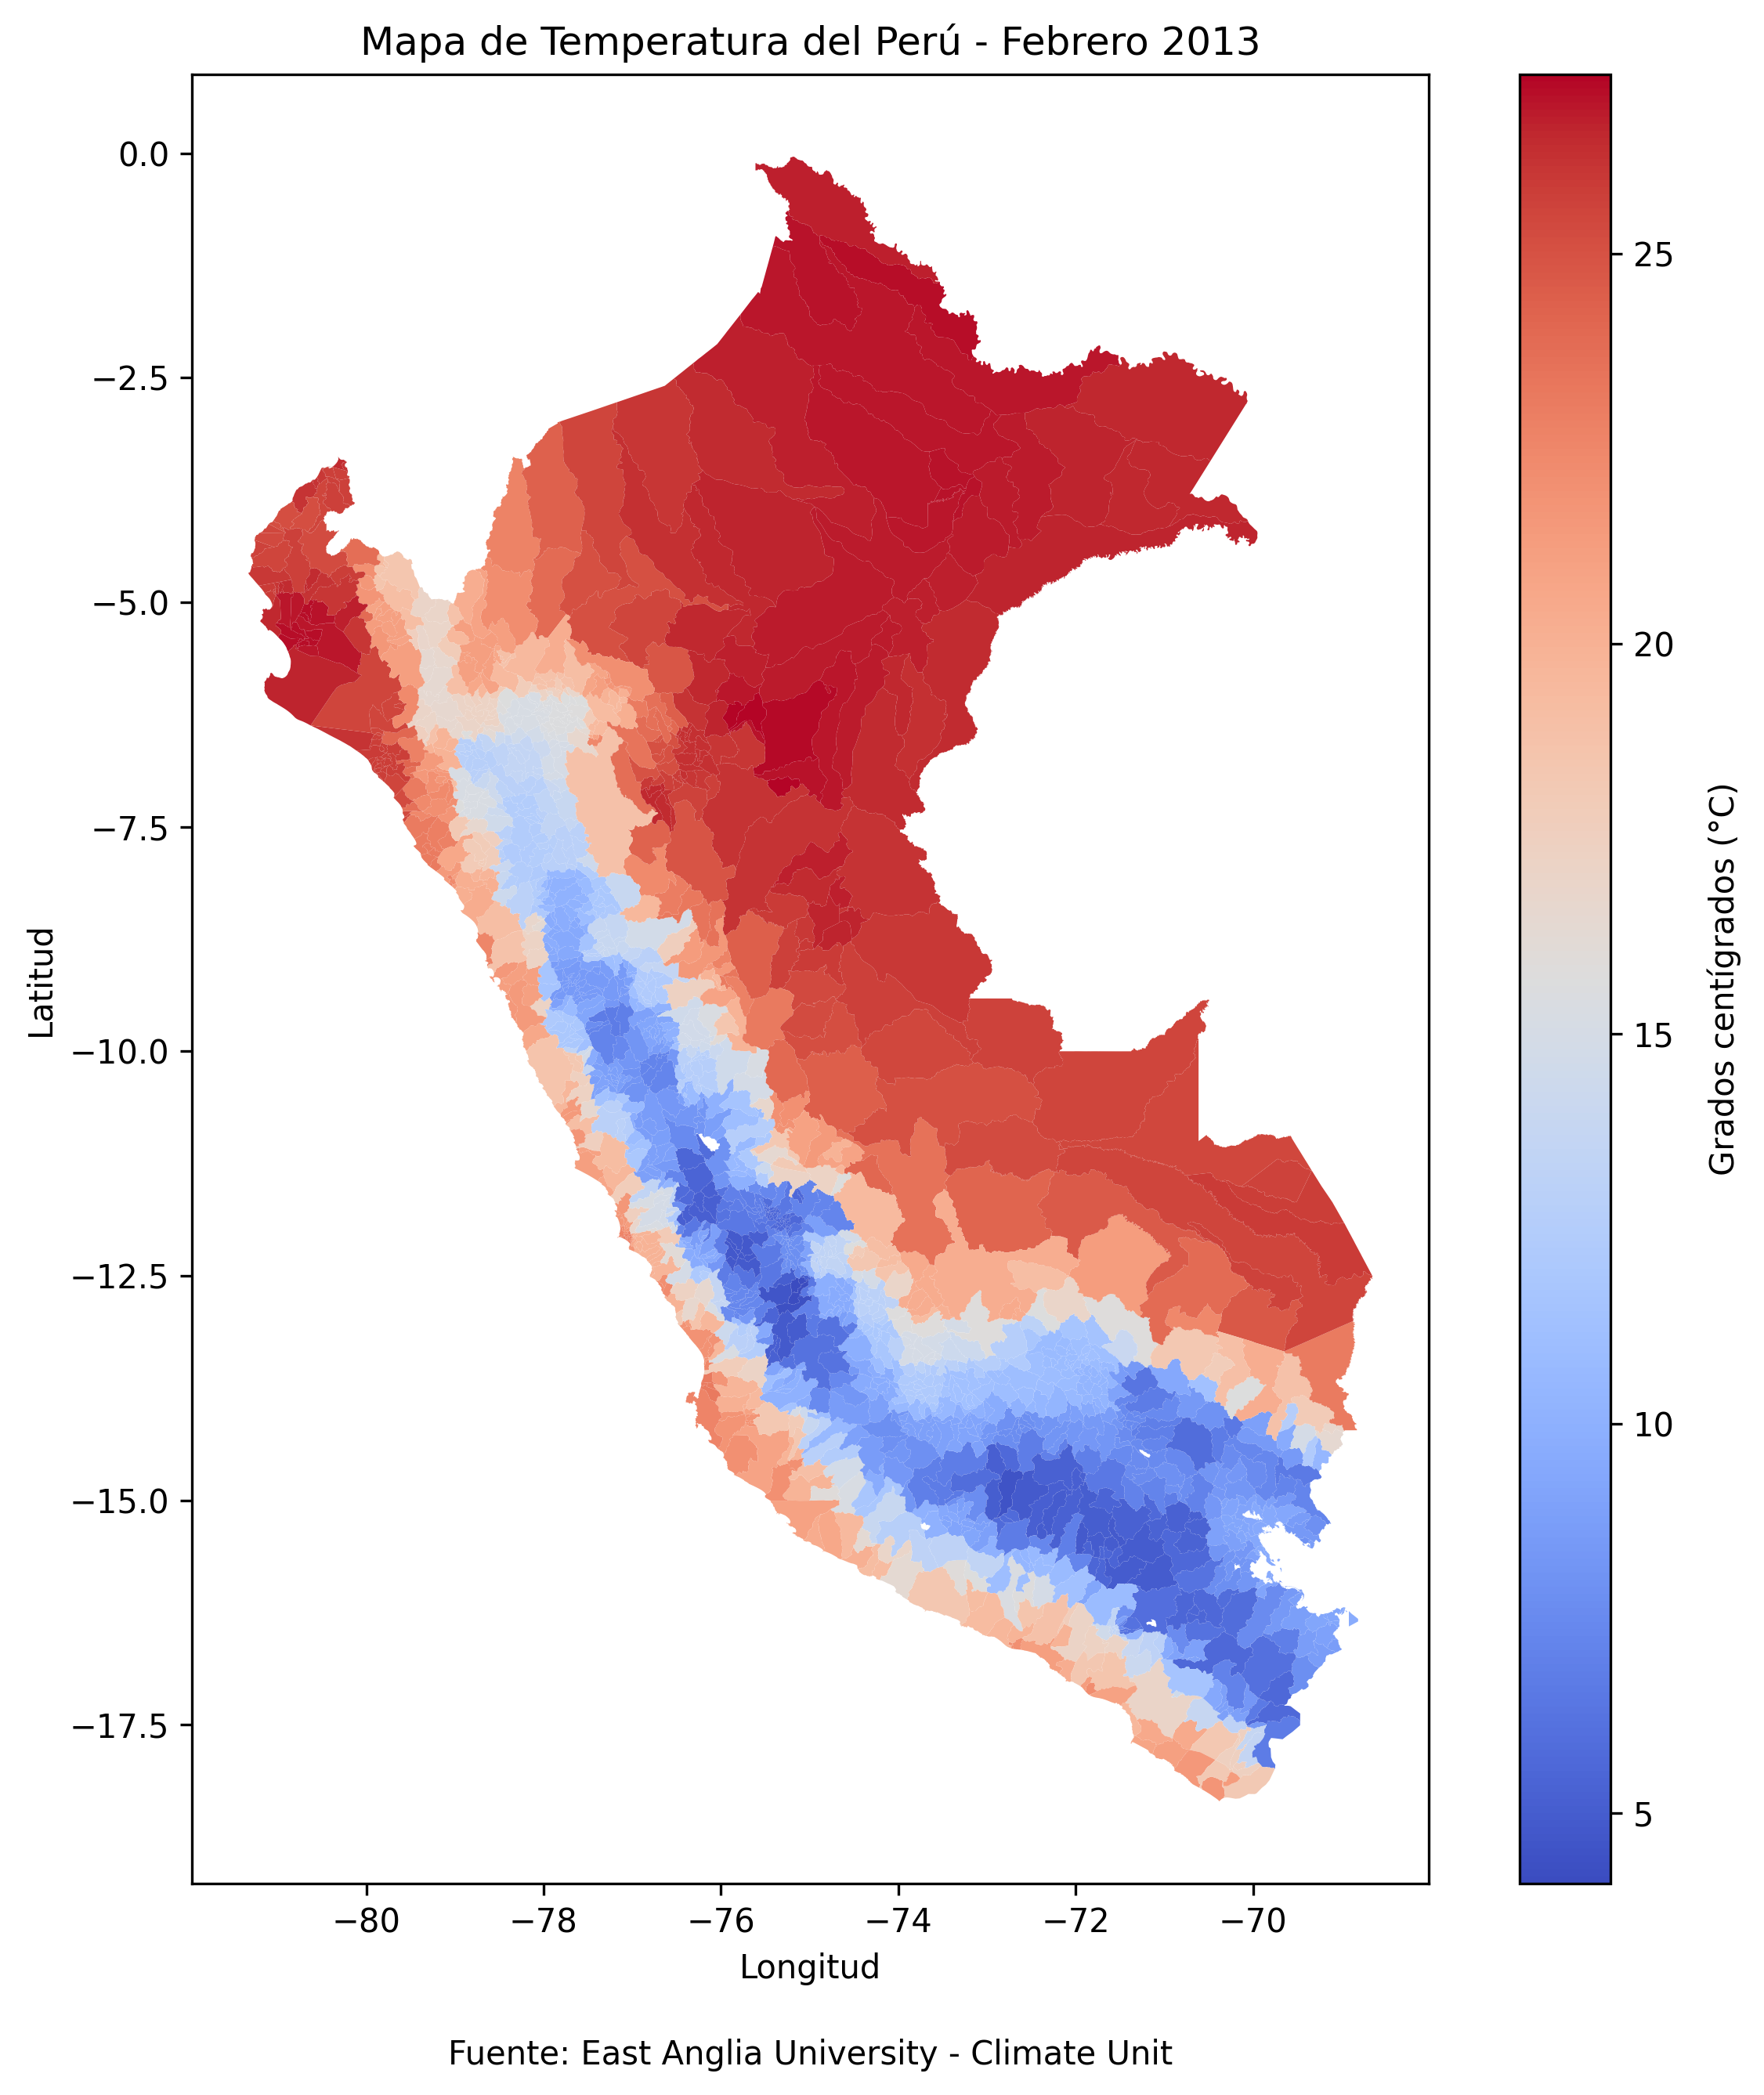 Mapa de Temperatura del Perú - Febrero 2013
0.0
−2.5
−5.0
−7.5
−10.0
−12.5
−15.0
−17.5
Latitud
−80 −78 −76 −74 −72 −70
Longitud
25
20
15
10
5
Grados centígrados (°C)
Fuente: East Anglia University - Climate Unit